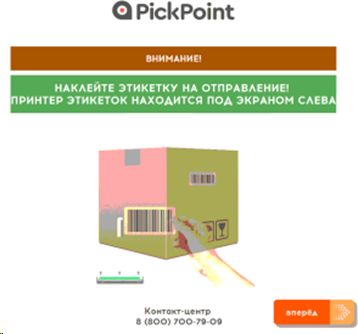 PickPoint
ВНИМАНИЕ!
НАКЛЕЙТЕ ЭТИКЕТКУ НА ОТПРАВЛЕНИЕ!
ПРИНТЕР ЭТИКЕТОК НАХОДИТСЯ ПОД ЭКРАНОМ СЛЕВА
Контакт-центр
8 (800) 700-79-09
вперёд